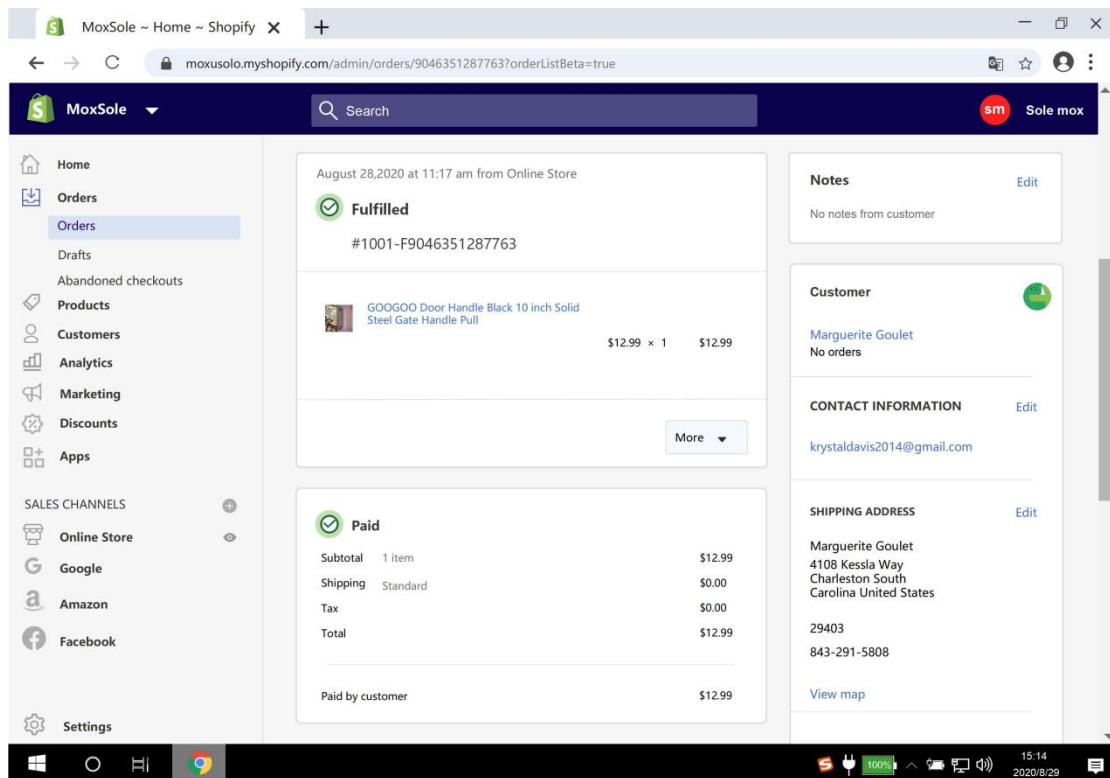 MoxSole ~ Home ~ Shopify
moxusolo.myshopify.com/admin/orders/9046351287763?orderListBeta=true
MoxSole
Search
sm
Sole mox
Home
Orders
Orders
Drafts
Abandoned checkouts
Products
Customers
Analytics
Marketing
Discounts
Apps
SALES CHANNELS
Online Store
Google
Amazon
Facebook
Settings
August 28,2020 at 11:17 am from Online Store
Fulfilled
#1001-F9046351287763
GOOGOO Door Handle Black 10 inch Solid
Steel Gate Handle Pull
$12.99 × 1 $12.99
More
Paid
Subtotal 1 item $12.99
Shipping Standard $0.00
Tax $0.00
Total $12.99
Paid by customer $12.99
Notes Edit
No notes from customer
Customer
Marguerite Goulet
No orders
CONTACT INFORMATION Edit
krystaldavis2014@gmail.com
SHIPPING ADDRESS Edit
Marguerite Goulet
4108 Kessla Way
Charleston South
Carolina United States
29403
843-291-5808
View map
100%
15:14
2020/8/29